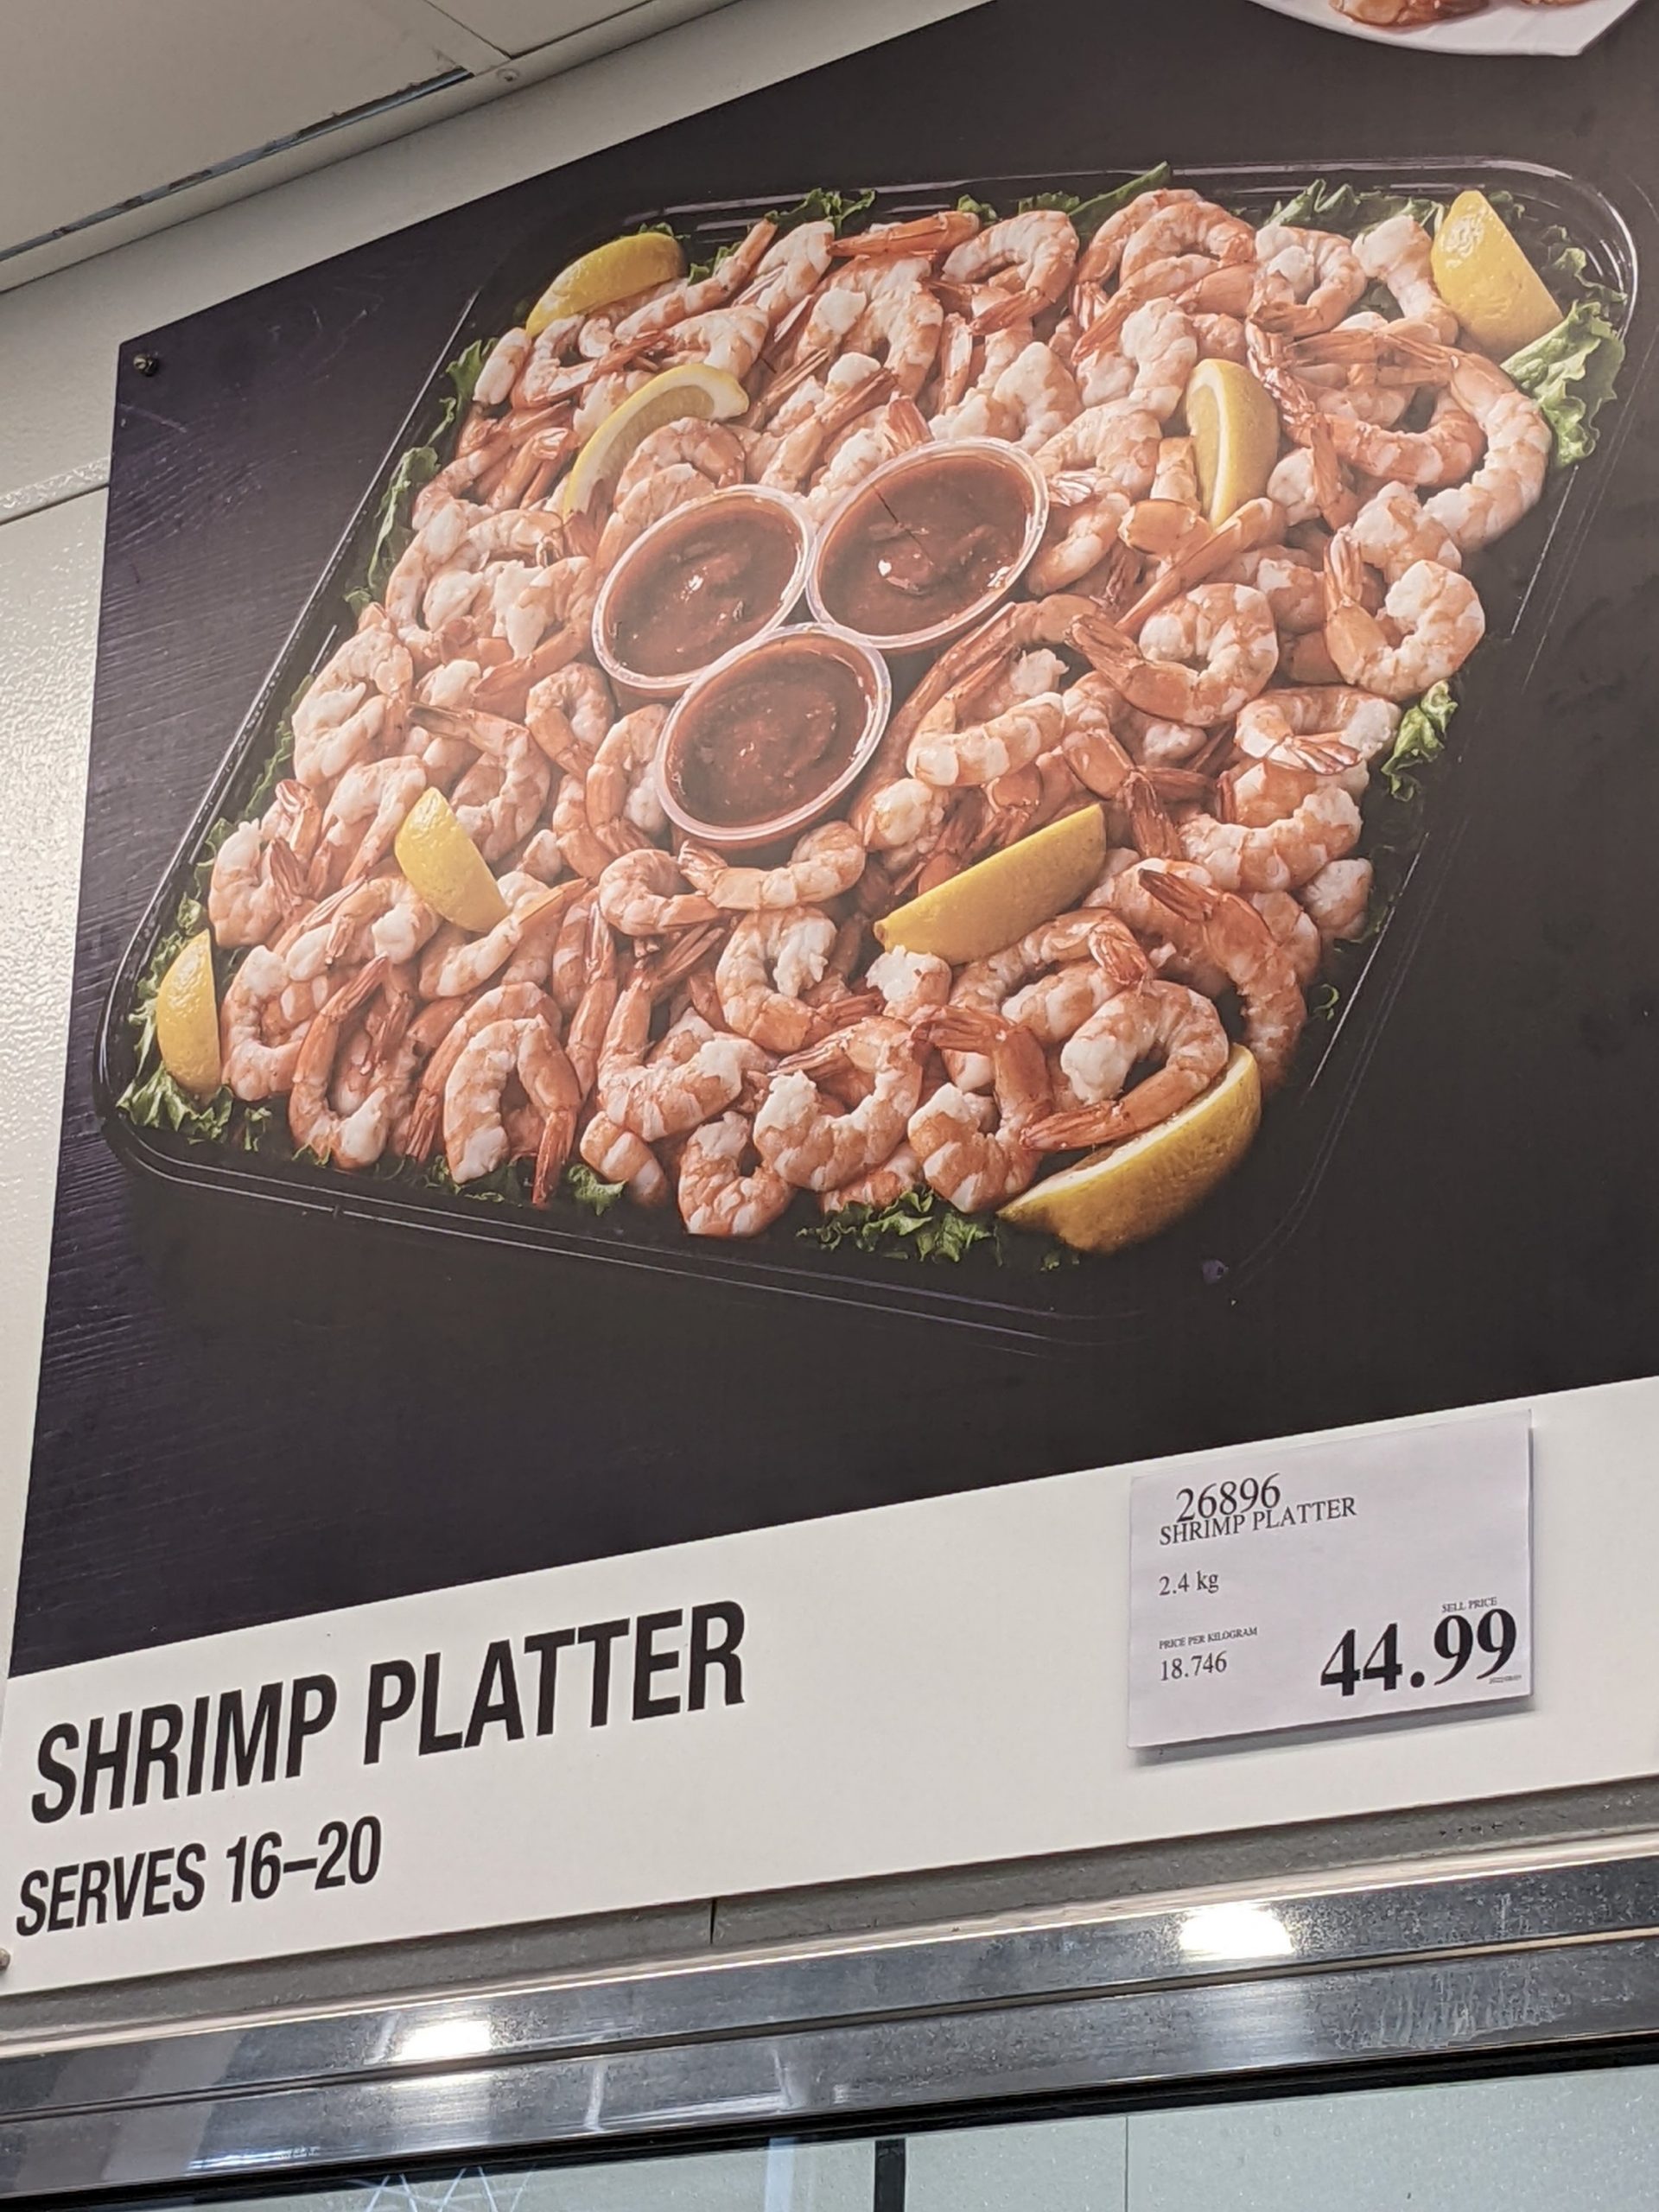 26896
SHRIMP PLATTER
2.4 kg
SELL PRICE
PRICE PER KILOGRAM
18.746
44.99
SHRIMP PLATTER
SERVES 16–20